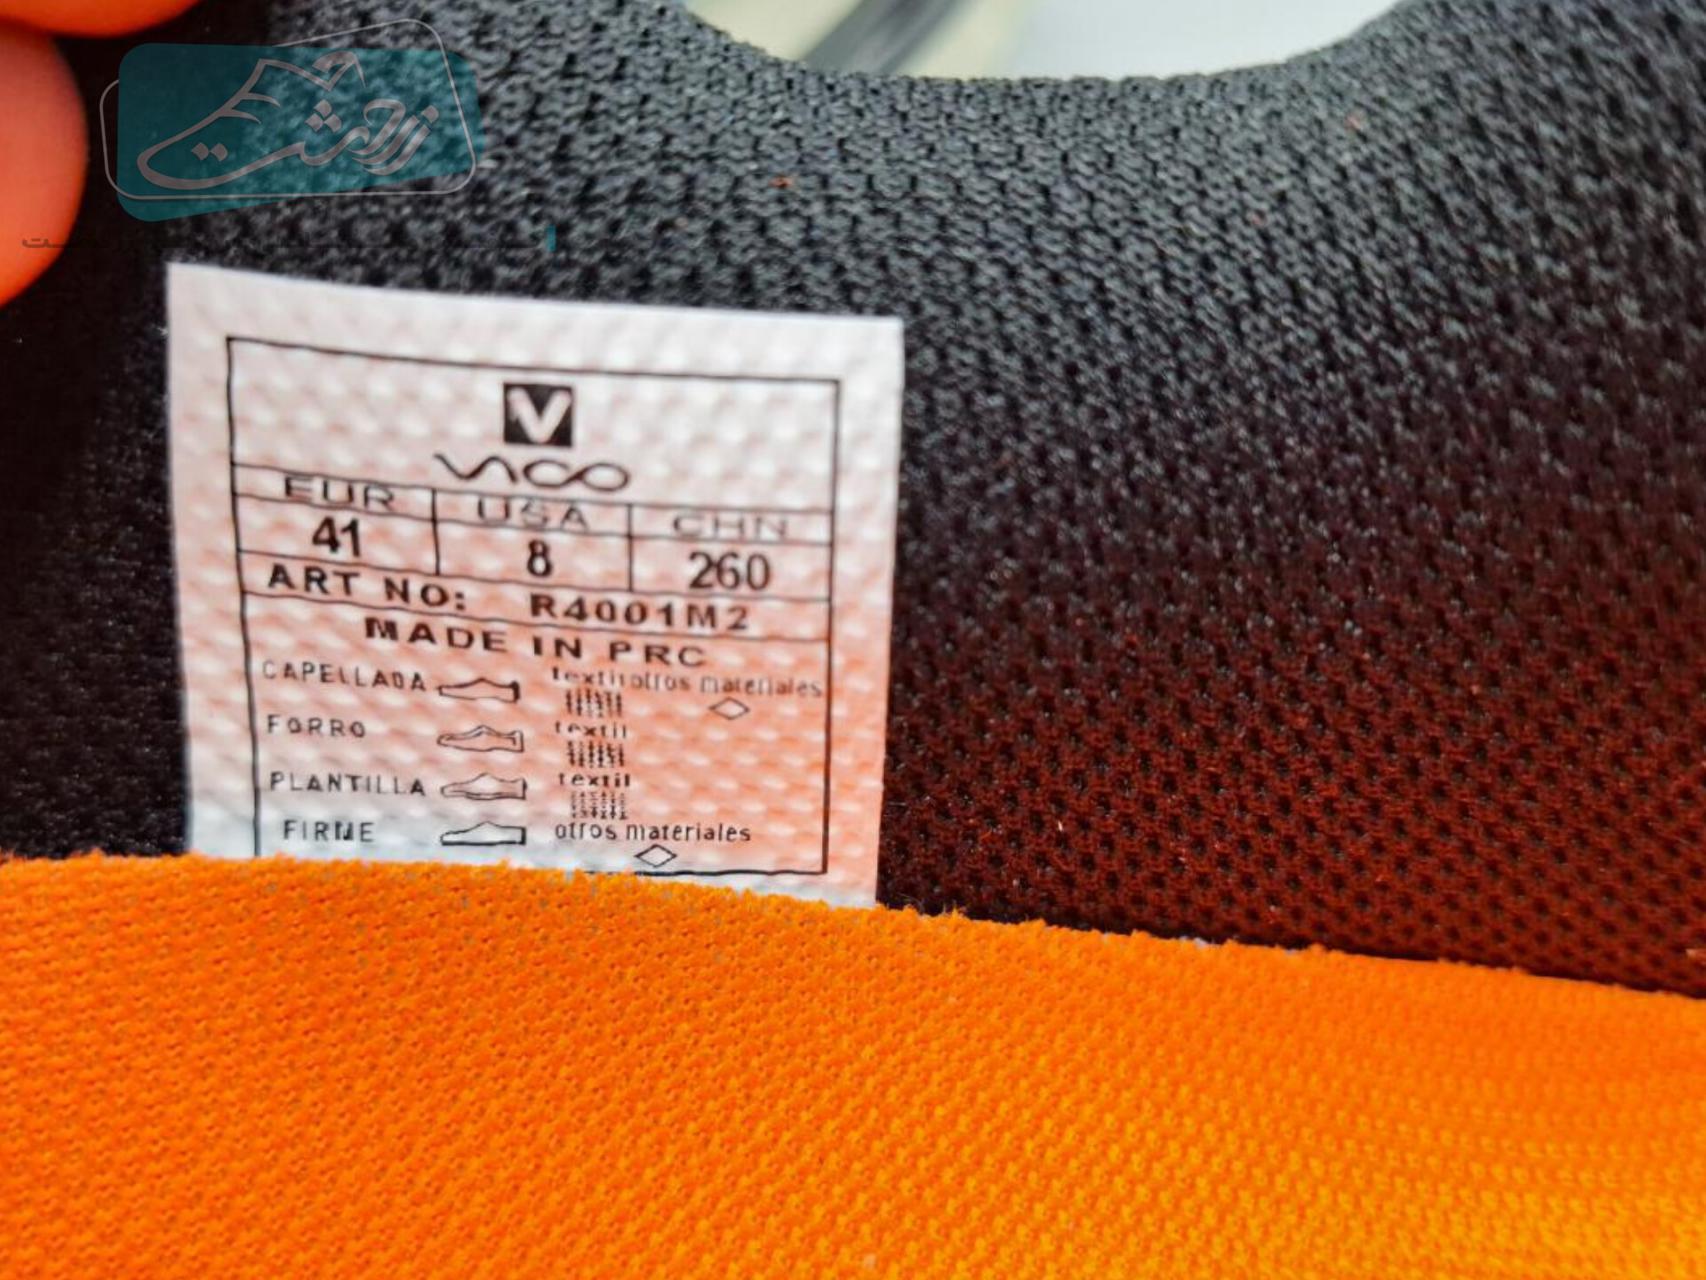 زرتشت
V
VICO
EUR USA CHN
41 8 260
ART NO: R4001M2
MADE IN PRC
CAPELLADA textil otros materiales
FORRO textil
PLANTILLA textil
FIRME otros materiales